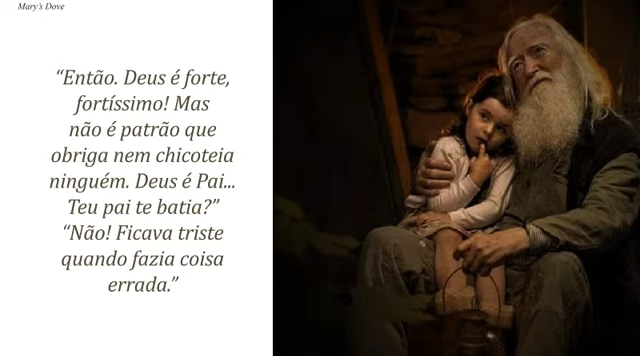 Mary's Dove
“Então. Deus é forte,
fortíssimo! Mas
não é patrão que
obriga nem chicoteia
ninguém. Deus é Pai...
Teu pai te batia?”
“Não! Ficava triste
quando fazia coisa
errada.”